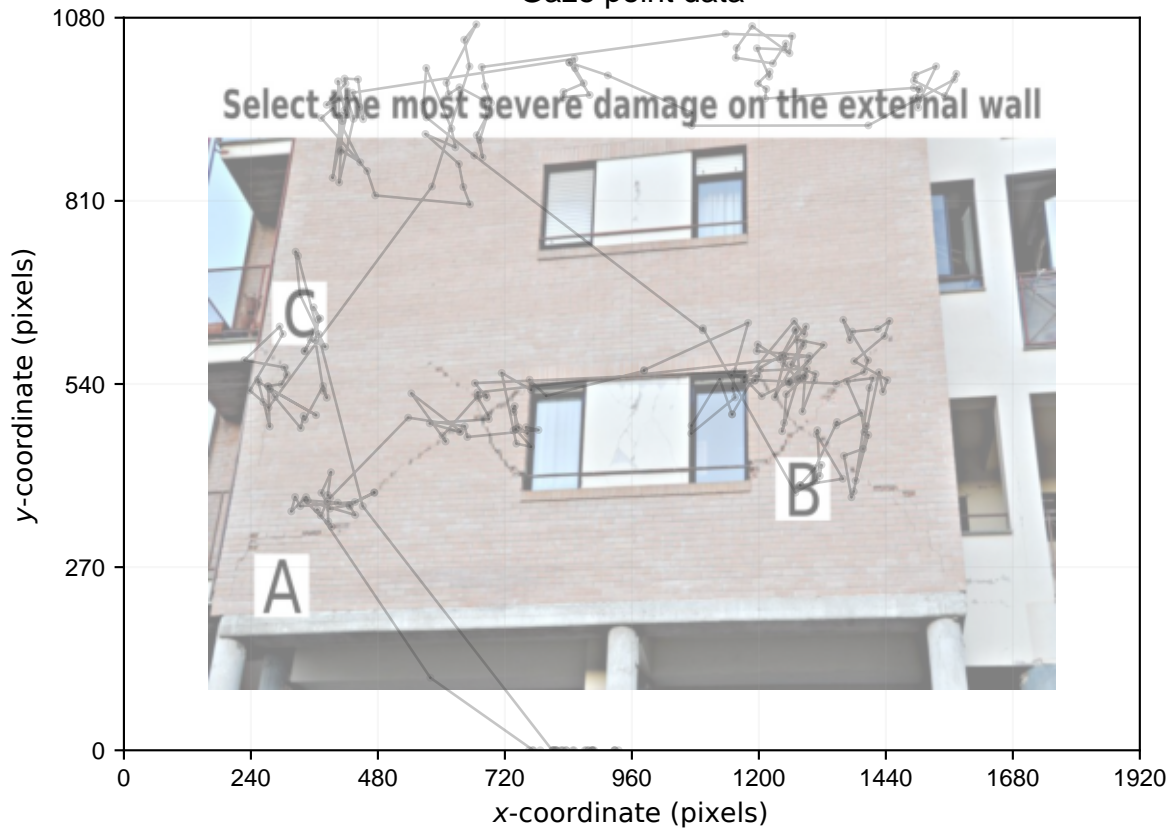 Gaze point data
1080
Select the most severe damage on the external wall
810
C
540
B
270
A
0
0 240 480 720 960 1200 1440 1680 1920
x-coordinate (pixels)
y-coordinate (pixels)